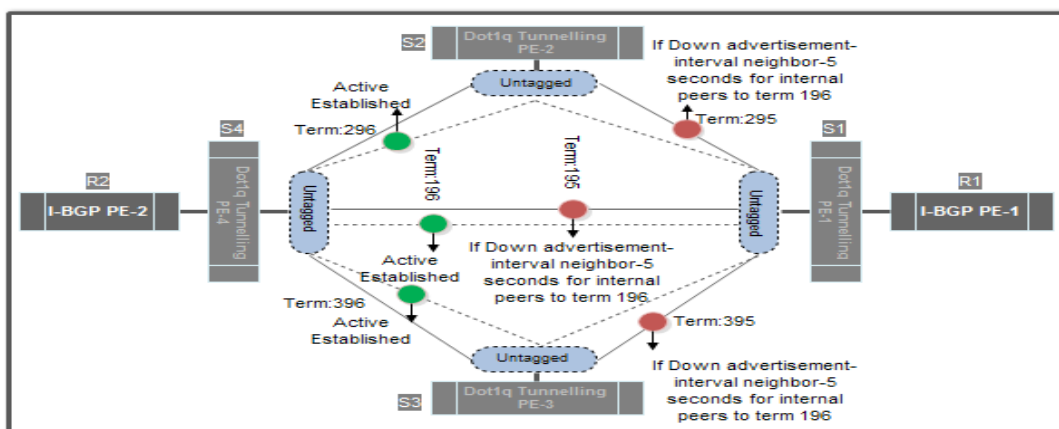 S2
Dot1q Tunnelling
PE-2
Untagged
If Down advertisement-
interval neighbor-5
seconds for internal
peers to term 196
Active
Established
Term:296
Term:295
S4
Dot1q Tunnelling
PE-4
Untagged
Term:196
Term:195
S1
Dot1q Tunnelling
PE-1
Untagged
R2
I-BGP PE-2
R1
I-BGP PE-1
Active
Established
If Down advertisement-
interval neighbor-5
seconds for internal
peers to term 196
Term:396
Active
Established
Term:395
Untagged
If Down advertisement-
interval neighbor-5
seconds for internal
peers to term 196
S3
Dot1q Tunnelling
PE-3